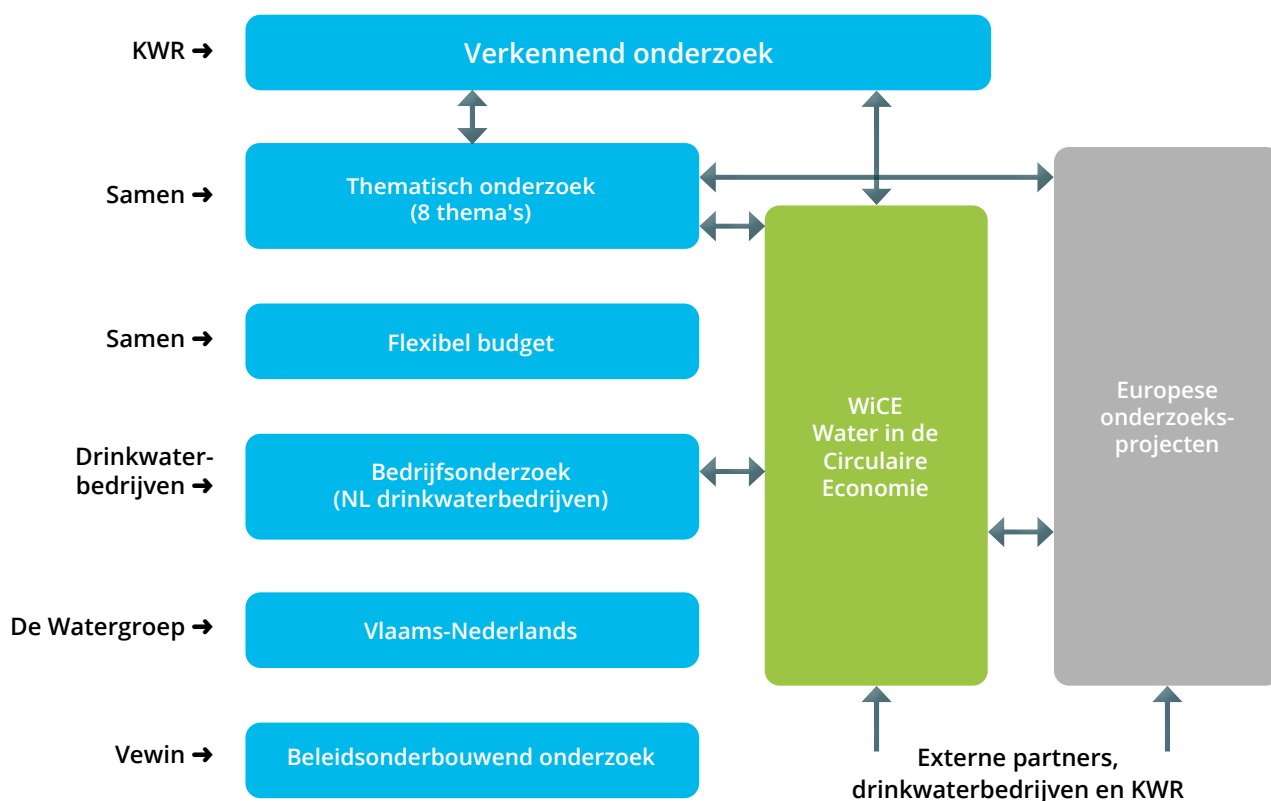 KWR ➔
Verkennend onderzoek
Samen ➔
Thematisch onderzoek
(8 thema's)
Samen ➔
Flexibel budget
Drinkwater-
bedrijven ➔
Bedrijfsonderzoek
(NL drinkwaterbedrijven)
De Watergroep ➔
Vlaams-Nederlands
Vewin ➔
Beleidsonderbouwend onderzoek
WiCE
Water in de
Circulaire
Economie
Europese
onderzoeks-
projecten
Externe partners,
drinkwaterbedrijven en KWR